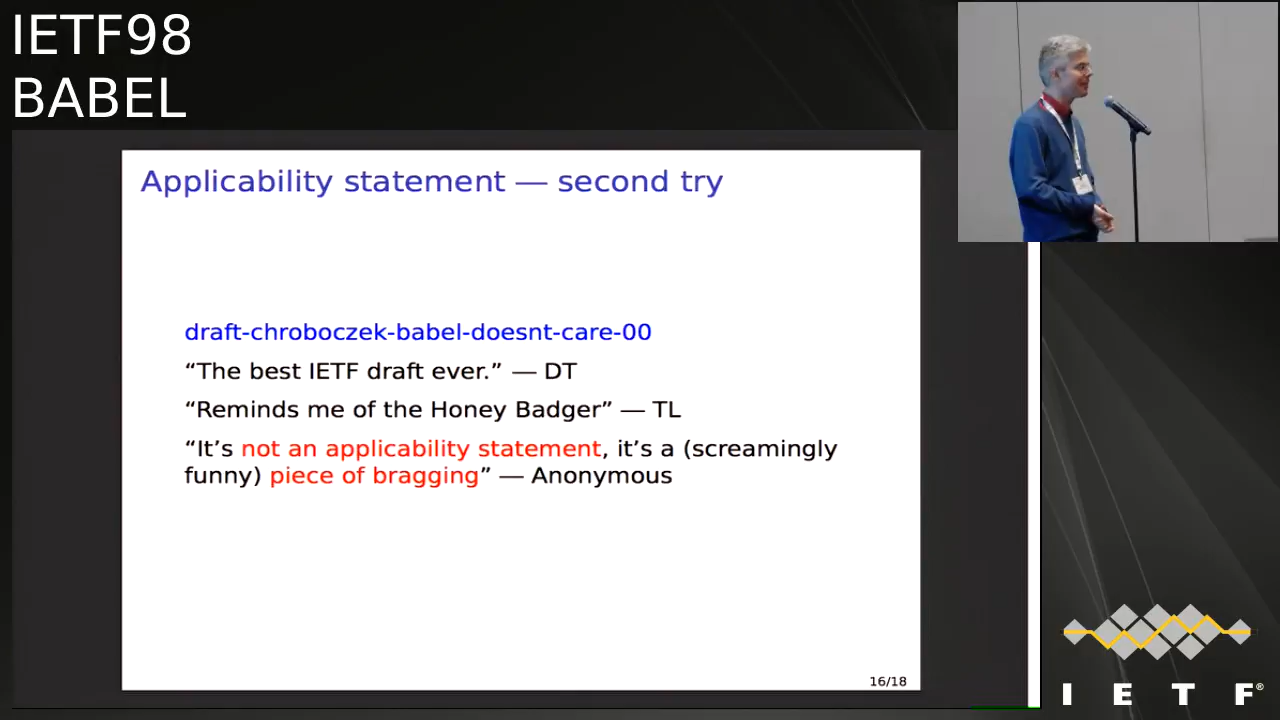 IETF98
BABEL
Applicability statement — second try
draft-chroboczek-babel-doesnt-care-00
“The best IETF draft ever.” — DT
“Reminds me of the Honey Badger” — TL
“It’s not an applicability statement, it’s a (screamingly
funny) piece of bragging” — Anonymous
16/18
I E T F®